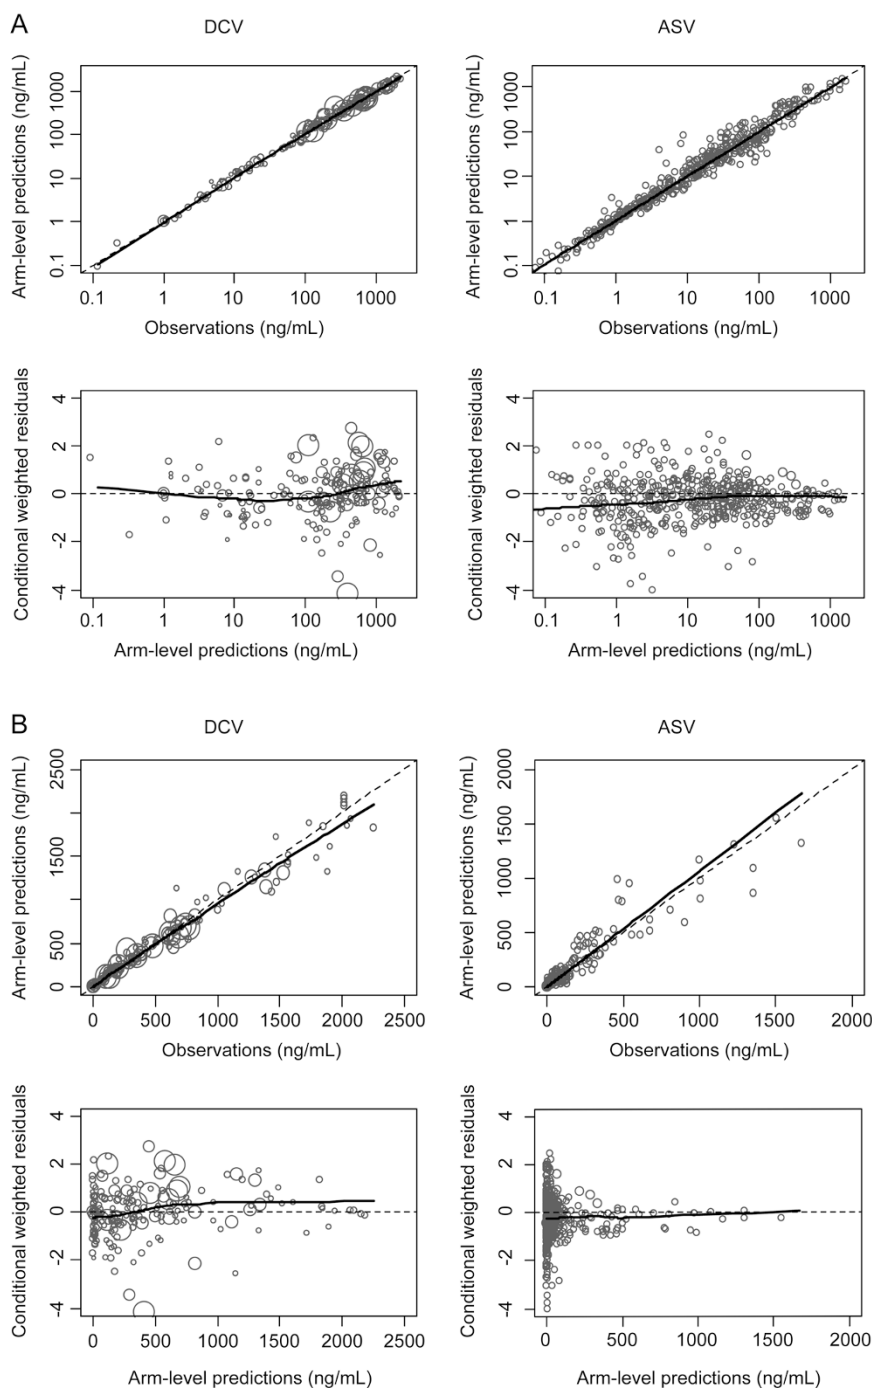 A
DCV
ASV
Arm-level predictions (ng/mL)
1000
100
10
1
0.1
0.1 1 10 100 1000
Observations (ng/mL)
Arm-level predictions (ng/mL)
1000
100
10
1
0.1
0.1 1 10 100 1000
Observations (ng/mL)
Conditional weighted residuals
4
2
0
-2
-4
0.1 1 10 100 1000
Arm-level predictions (ng/mL)
Conditional weighted residuals
4
2
0
-2
-4
0.1 1 10 100 1000
Arm-level predictions (ng/mL)
B
DCV
ASV
Arm-level predictions (ng/mL)
2500
1500
500
0
0 500 1000 1500 2000 2500
Observations (ng/mL)
Arm-level predictions (ng/mL)
2000
1500
1000
500
0
0 500 1000 1500 2000
Observations (ng/mL)
Conditional weighted residuals
4
2
0
-2
-4
0 500 1000 1500 2000 2500
Arm-level predictions (ng/mL)
Conditional weighted residuals
4
2
0
-2
-4
0 500 1000 1500 2000
Arm-level predictions (ng/mL)